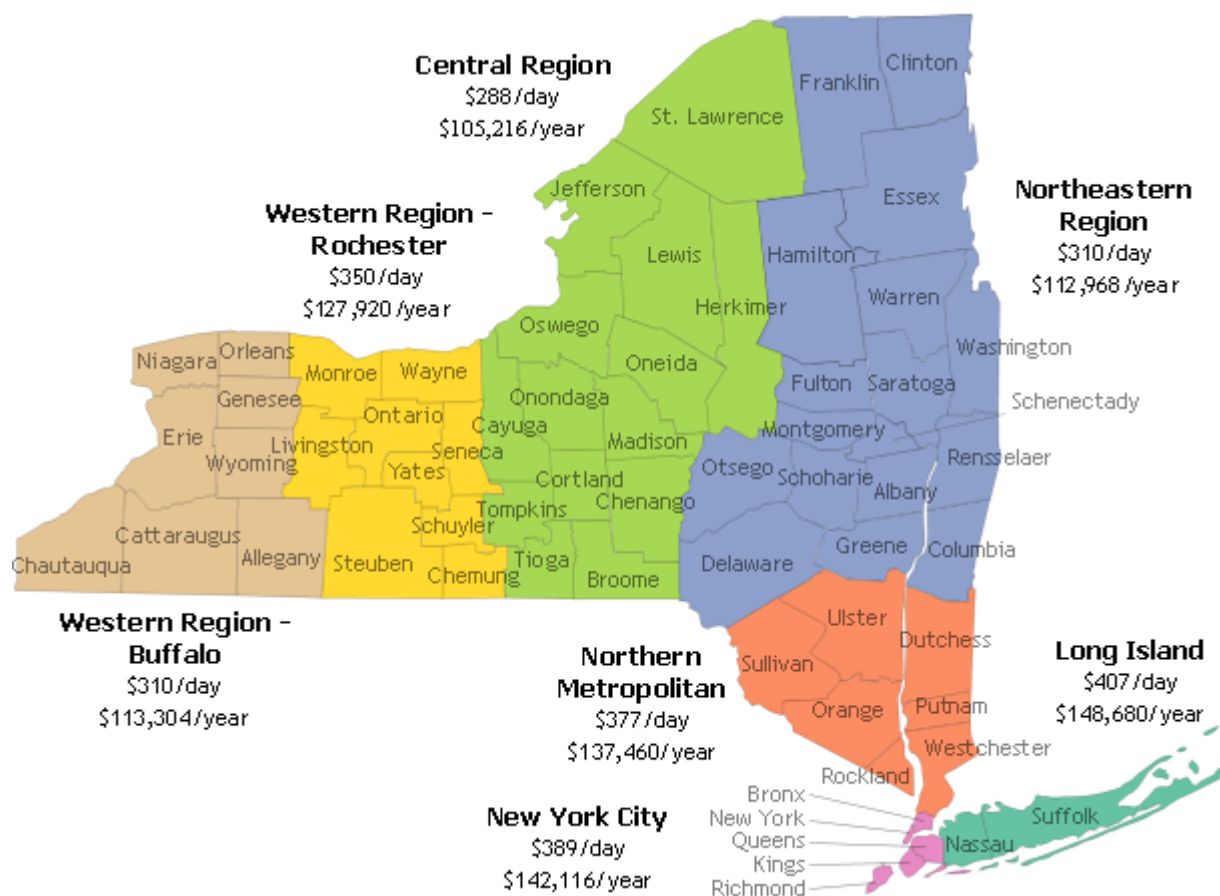 Central Region
$288/day
$105,216/year
Western Region -
Rochester
$350/day
$127,920/year
Northeastern
Region
$310/day
$112,968/year
Western Region -
Buffalo
$310/day
$113,304/year
Northern
Metropolitan
$377/day
$137,460/year
Long Island
$407/day
$148,680/year
New York City
$389/day
$142,116/year
Clinton
Franklin
St. Lawrence
Jefferson
Essex
Lewis
Hamilton
Herkimer
Warren
Oswego
Oneida
Washington
Niagara
Orleans
Monroe
Wayne
Fulton
Saratoga
Genesee
Ontario
Onondaga
Schenectady
Erie
Livingston
Seneca
Cayuga
Madison
Montgomery
Wyoming
Yates
Cortland
Otsego
Schoharie
Rensselaer
Chenango
Albany
Schuyler
Tompkins
Cattaraugus
Chautauqua
Allegany
Steuben
Chemung
Tioga
Broome
Delaware
Greene
Columbia
Ulster
Dutchess
Sullivan
Orange
Putnam
Westchester
Rockland
Bronx
New York
Queens
Kings
Richmond
Nassau
Suffolk